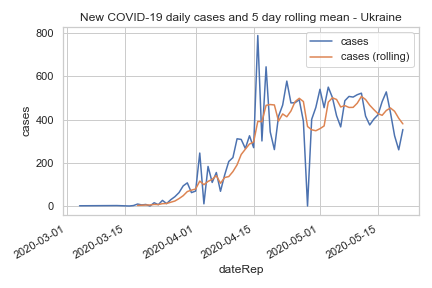 New COVID-19 daily cases and 5 day rolling mean - Ukraine
cases
cases (rolling)
800
600
400
200
0
cases
2020-03-01
2020-03-15
2020-04-01
2020-04-15
2020-05-01
2020-05-15
dateRep